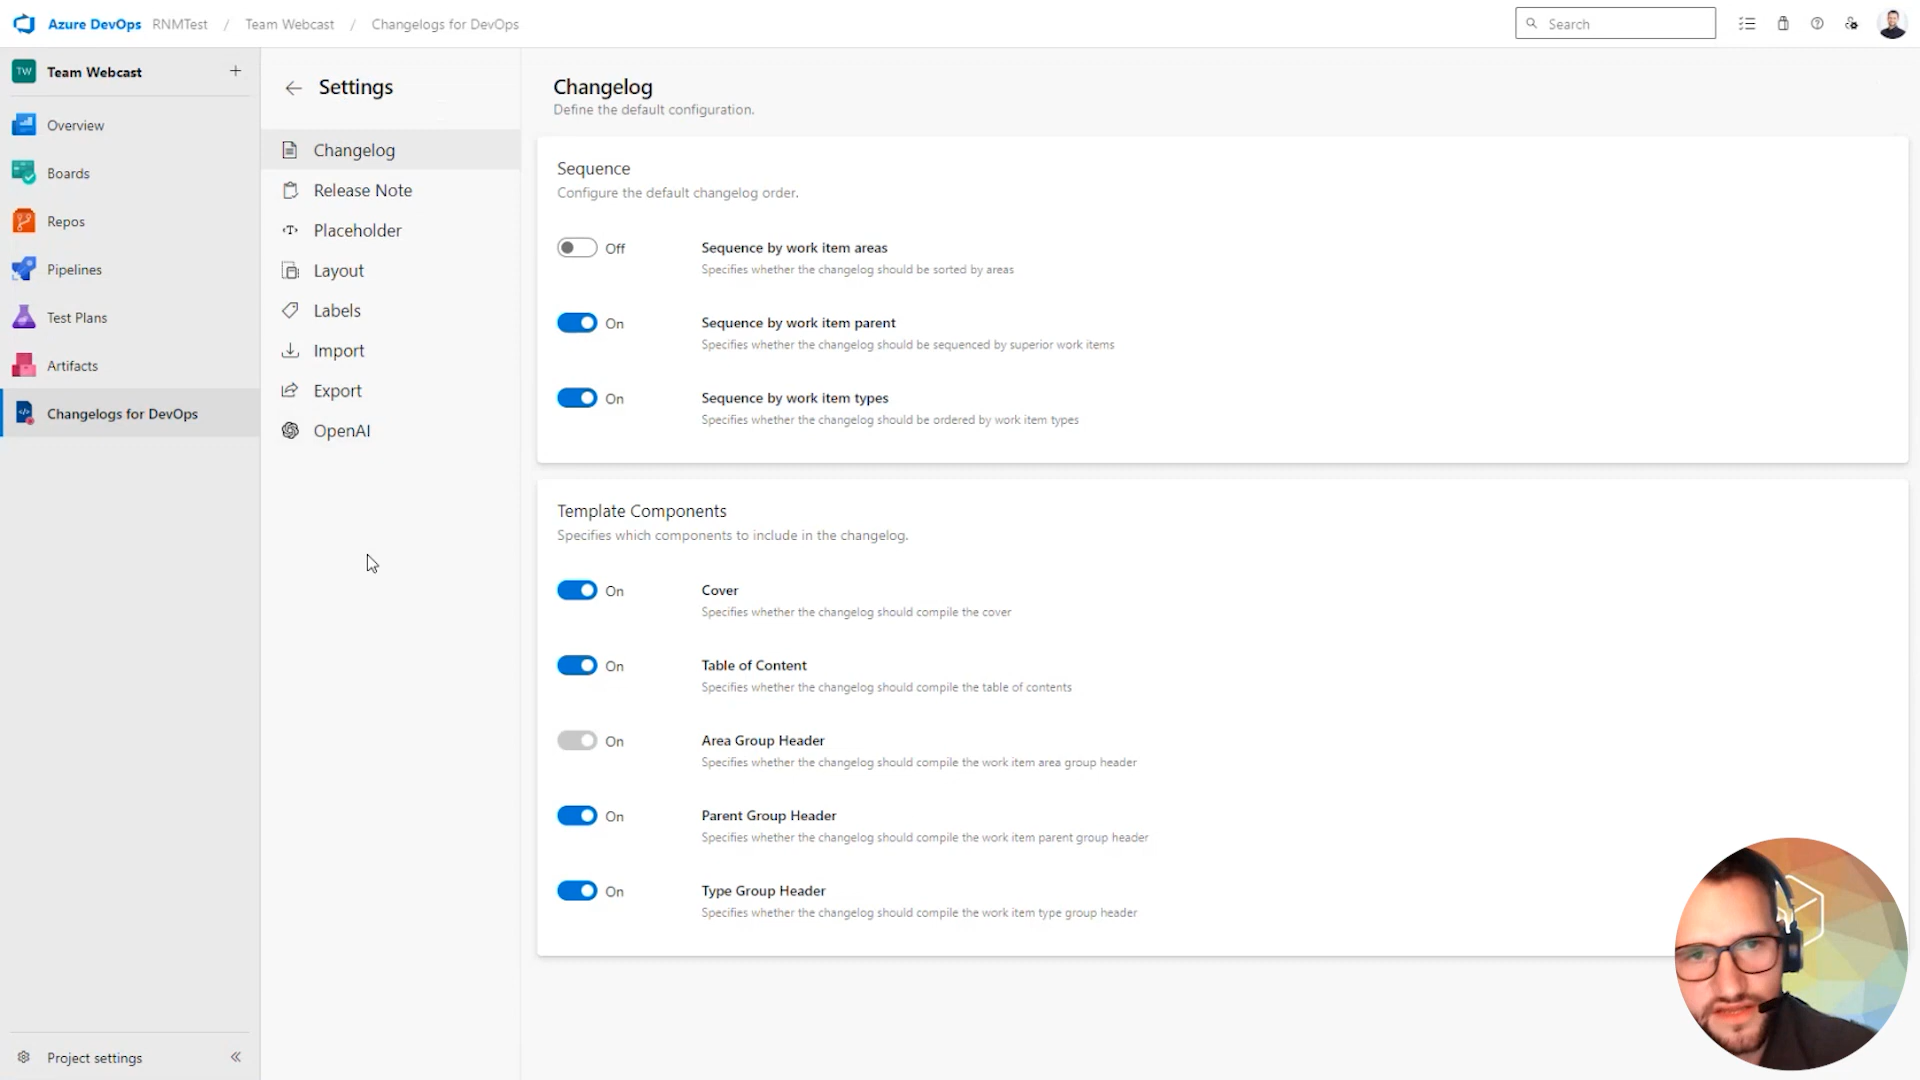 Azure DevOps RNMTest / Team Webcast / Changelogs for DevOps
Search
TW Team Webcast
Overview
Boards
Repos
Pipelines
Test Plans
Artifacts
Changelogs for DevOps
Project settings
Settings
Changelog
Release Note
Placeholder
Layout
Labels
Import
Export
OpenAI
Changelog
Define the default configuration.
Sequence
Configure the default changelog order.
Off Sequence by work item areas
Specifies whether the changelog should be sorted by areas
On Sequence by work item parent
Specifies whether the changelog should be sequenced by superior work items
On Sequence by work item types
Specifies whether the changelog should be ordered by work item types
Template Components
Specifies which components to include in the changelog.
On Cover
Specifies whether the changelog should compile the cover
On Table of Content
Specifies whether the changelog should compile the table of contents
On Area Group Header
Specifies whether the changelog should compile the work item area group header
On Parent Group Header
Specifies whether the changelog should compile the work item parent group header
On Type Group Header
Specifies whether the changelog should compile the work item type group header